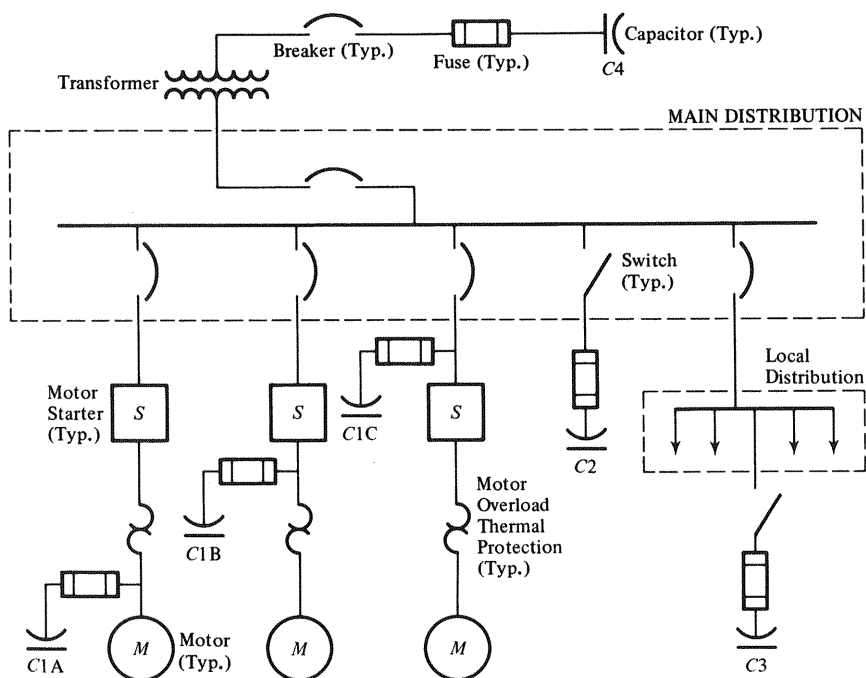 Breaker (Typ.)
Fuse (Typ.)
Capacitor (Typ.)
C4
Transformer
MAIN DISTRIBUTION
Switch
(Typ.)
Motor
Starter
(Typ.)
S
S
S
C1C
C2
Local
Distribution
C1B
Motor
Overload
Thermal
Protection
(Typ.)
C1A
M
Motor
(Typ.)
M
M
C3